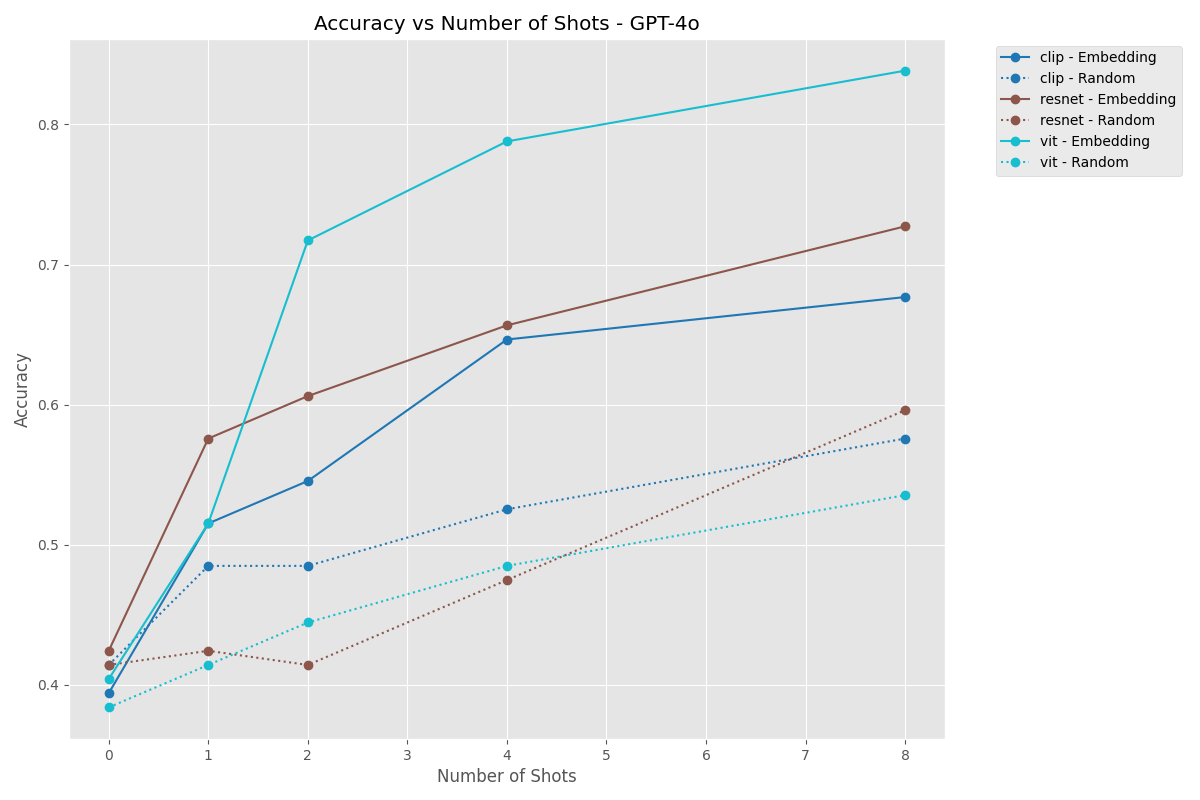 Accuracy vs Number of Shots - GPT-4o
clip - Embedding
clip - Random
resnet - Embedding
resnet - Random
vit - Embedding
vit - Random
Accuracy
0.8
0.7
0.6
0.5
0.4
0 1 2 3 4 5 6 7 8
Number of Shots